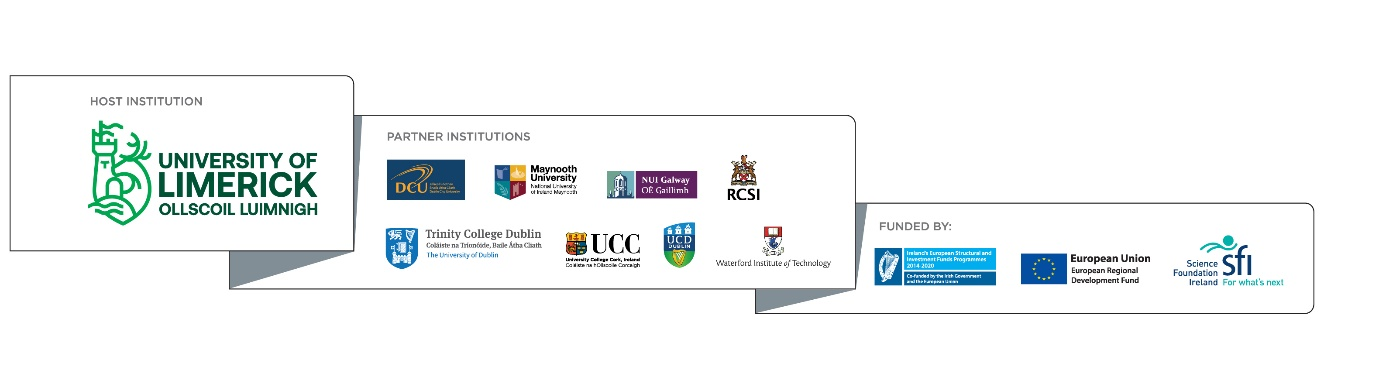 HOST INSTITUTION
UNIVERSITY OF
LIMERICK
OLLSCOIL LUIMNIGH
PARTNER INSTITUTIONS
DCU
Maynooth
University
National University
of Ireland Maynooth
NUI Galway
OÉ Gaillimh
RCSI
Trinity College Dublin
Coláiste na Tríonóide, Baile Átha Cliath
The University of Dublin
UCC
University College Cork, Ireland
Coláiste na hOllscoile Corcaigh
UCD
DUBLIN
Waterford Institute of Technology
FUNDED BY:
Ireland's European Structural and
Investment Funds Programmes
2014-2020
Co-funded by the Irish Government
and the European Union
European Union
European Regional
Development Fund
Science
Foundation
Ireland
sfi
For what's next